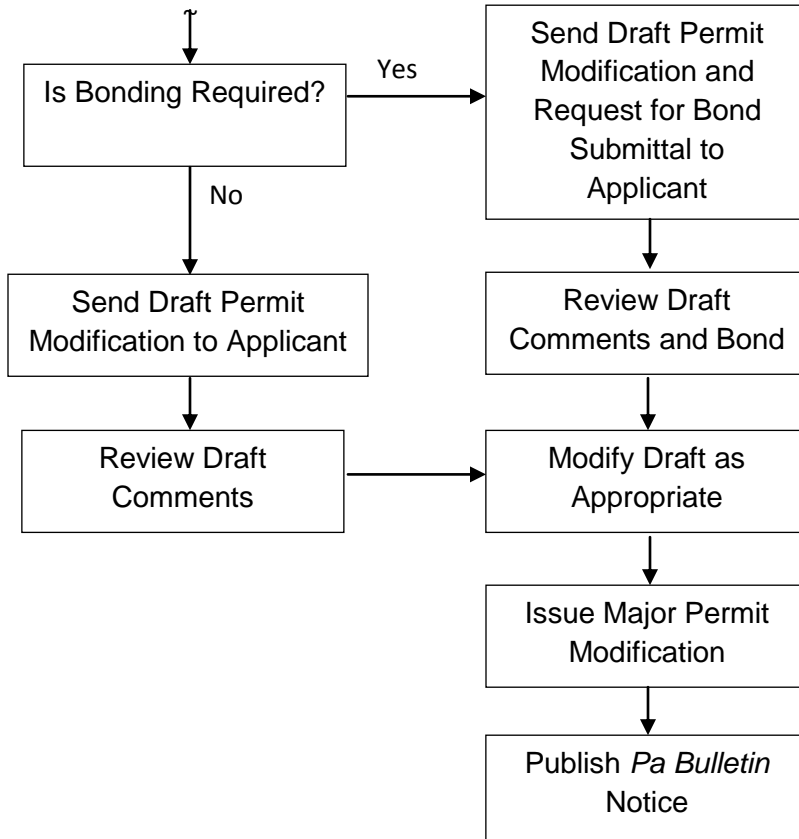 ~
Is Bonding Required?
Yes
Send Draft Permit
Modification and
Request for Bond
Submittal to
Applicant
No
Send Draft Permit
Modification to Applicant
Review Draft
Comments and Bond
Review Draft
Comments
Modify Draft as
Appropriate
Issue Major Permit
Modification
Publish Pa Bulletin
Notice